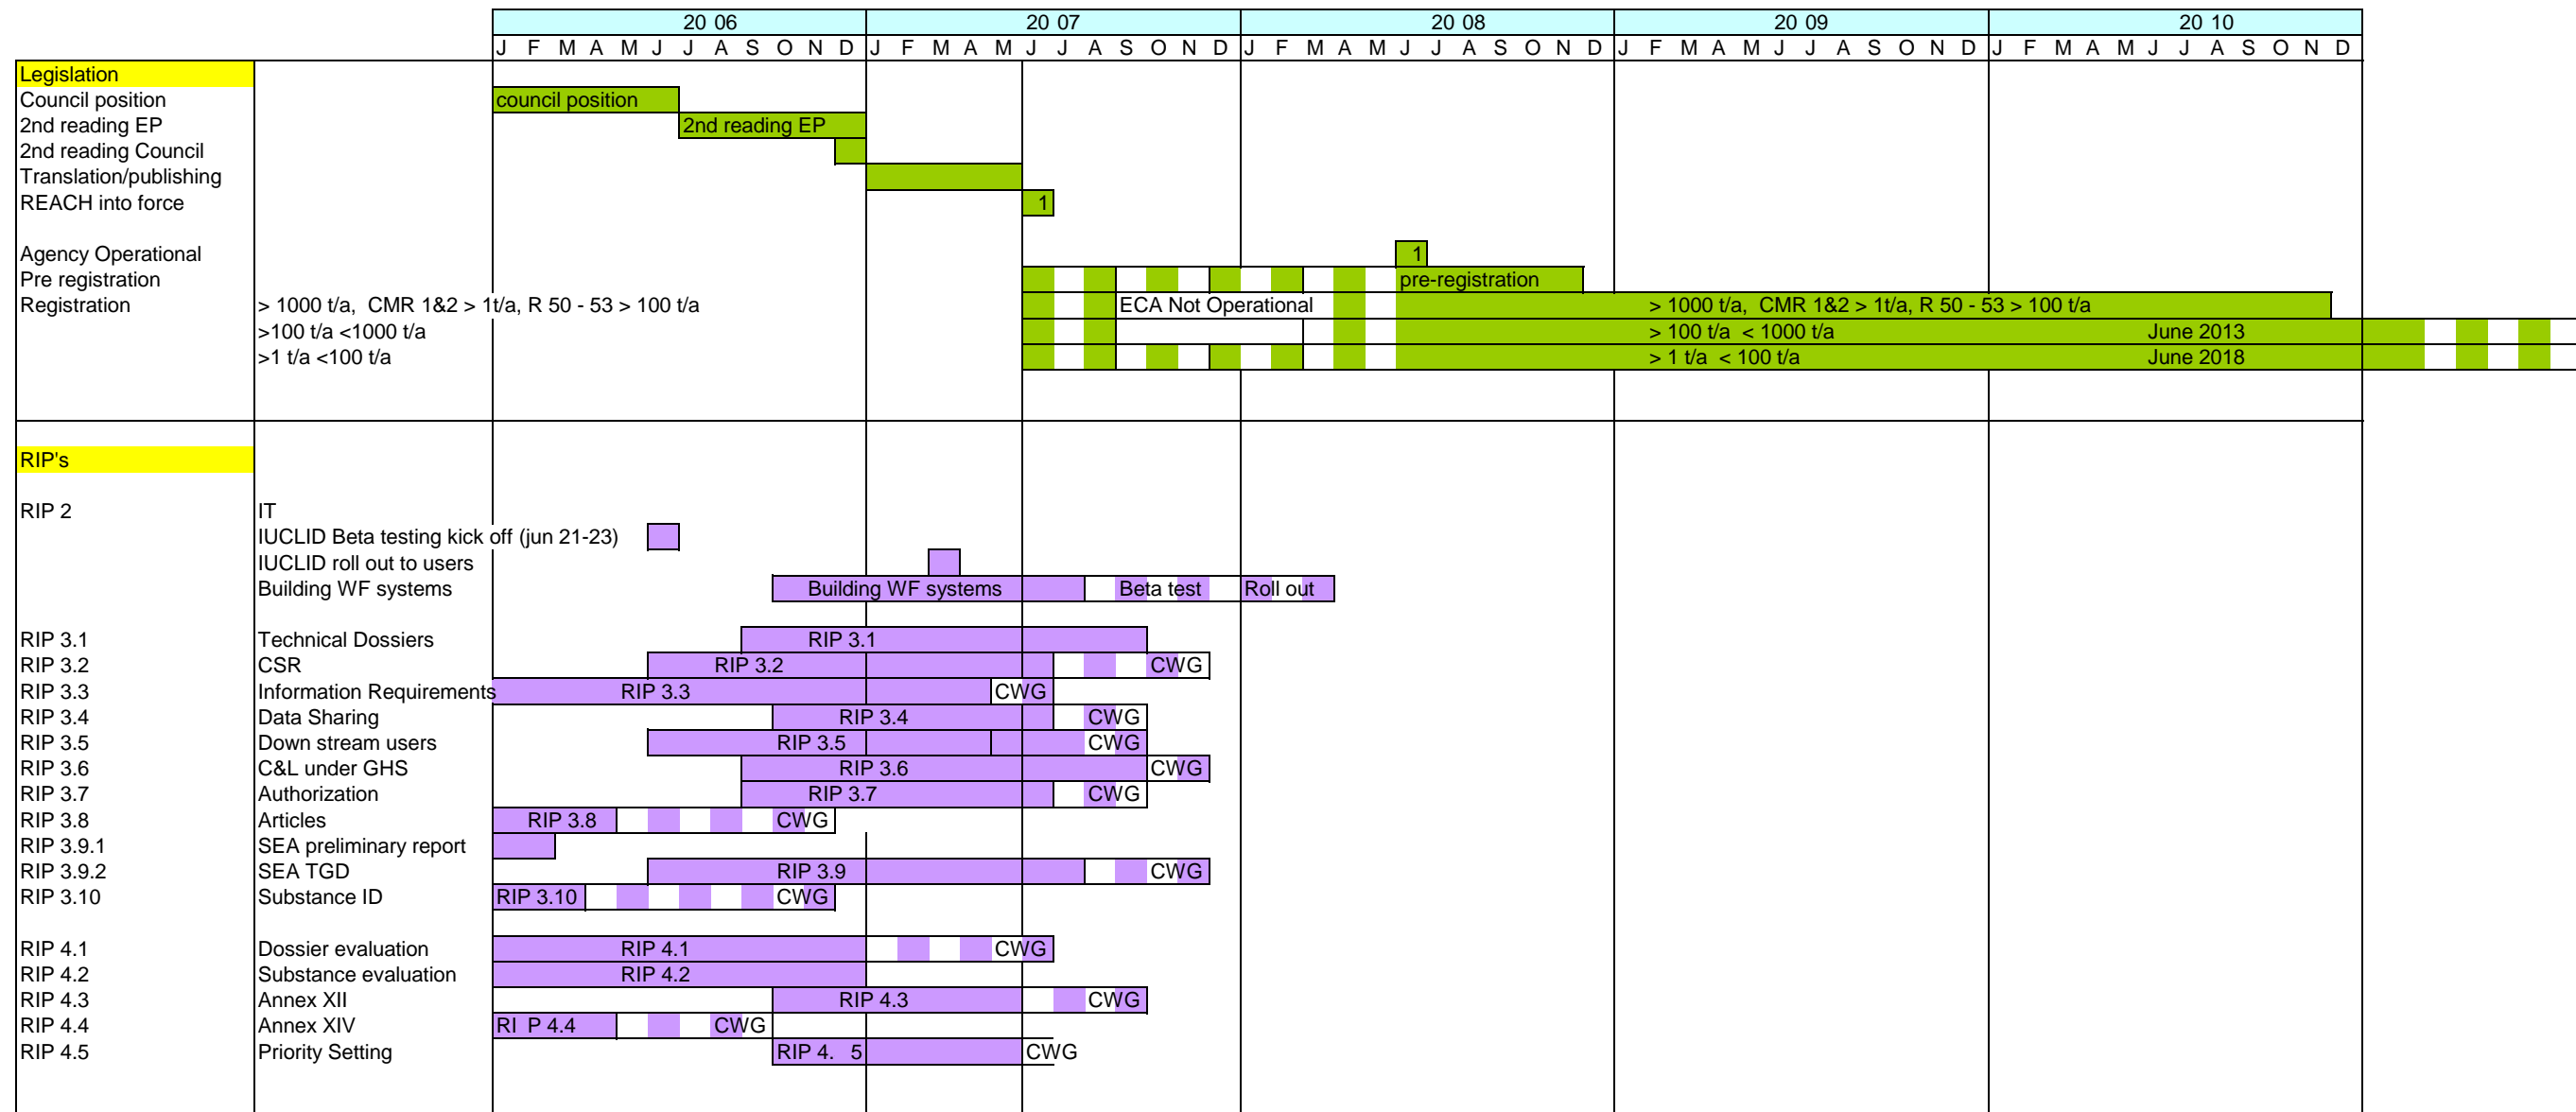 20 06 20 07 20 08 20 09 20 10
J F M A M J J A S O N D J F M A M J J A S O N D J F M A M J J A S O N D J F M A M J J A S O N D J F M A M J J A S O N D
Legislation
Council position council position
2nd reading EP 2nd reading EP
2nd reading Council
Translation/publishing
REACH into force 1
Agency Operational 1
Pre registration pre-registration
Registration > 1000 t/a, CMR 1&2 > 1t/a, R 50 - 53 > 100 t/a ECA Not Operational > 1000 t/a, CMR 1&2 > 1t/a, R 50 - 53 > 100 t/a
>100 t/a <1000 t/a > 100 t/a < 1000 t/a June 2013
>1 t/a <100 t/a > 1 t/a < 100 t/a June 2018
RIP's
RIP 2 IT
IUCLID Beta testing kick off (jun 21-23)
IUCLID roll out to users
Building WF systems Building WF systems Beta test Roll out
RIP 3.1 Technical Dossiers RIP 3.1
RIP 3.2 CSR RIP 3.2 CWG
RIP 3.3 Information Requirements RIP 3.3 CWG
RIP 3.4 Data Sharing RIP 3.4 CWG
RIP 3.5 Down stream users RIP 3.5 CWG
RIP 3.6 C&L under GHS RIP 3.6 CWG
RIP 3.7 Authorization RIP 3.7 CWG
RIP 3.8 Articles RIP 3.8 CWG
RIP 3.9.1 SEA preliminary report
RIP 3.9.2 SEA TGD RIP 3.9 CWG
RIP 3.10 Substance ID RIP 3.10 CWG
RIP 4.1 Dossier evaluation RIP 4.1 CWG
RIP 4.2 Substance evaluation RIP 4.2
RIP 4.3 Annex XII RIP 4.3 CWG
RIP 4.4 Annex XIV RI P 4.4 CWG
RIP 4.5 Priority Setting RIP 4. 5 CWG